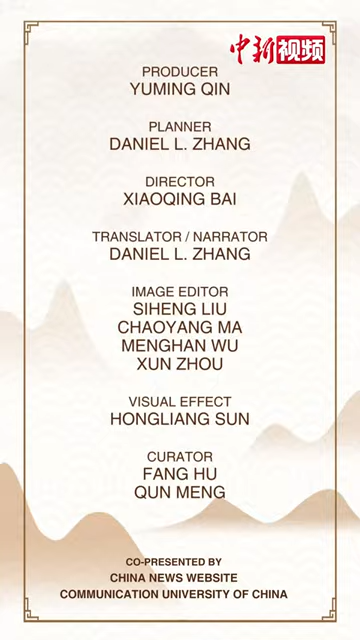 中新视频
PRODUCER
YUMING QIN
PLANNER
DANIEL L. ZHANG
DIRECTOR
XIAOQING BAI
TRANSLATOR / NARRATOR
DANIEL L. ZHANG
IMAGE EDITOR
SIHENG LIU
CHAOYANG MA
MENGHAN WU
XUN ZHOU
VISUAL EFFECT
HONGLIANG SUN
CURATOR
FANG HU
QUN MENG
CO-PRESENTED BY
CHINA NEWS WEBSITE
COMMUNICATION UNIVERSITY OF CHINA